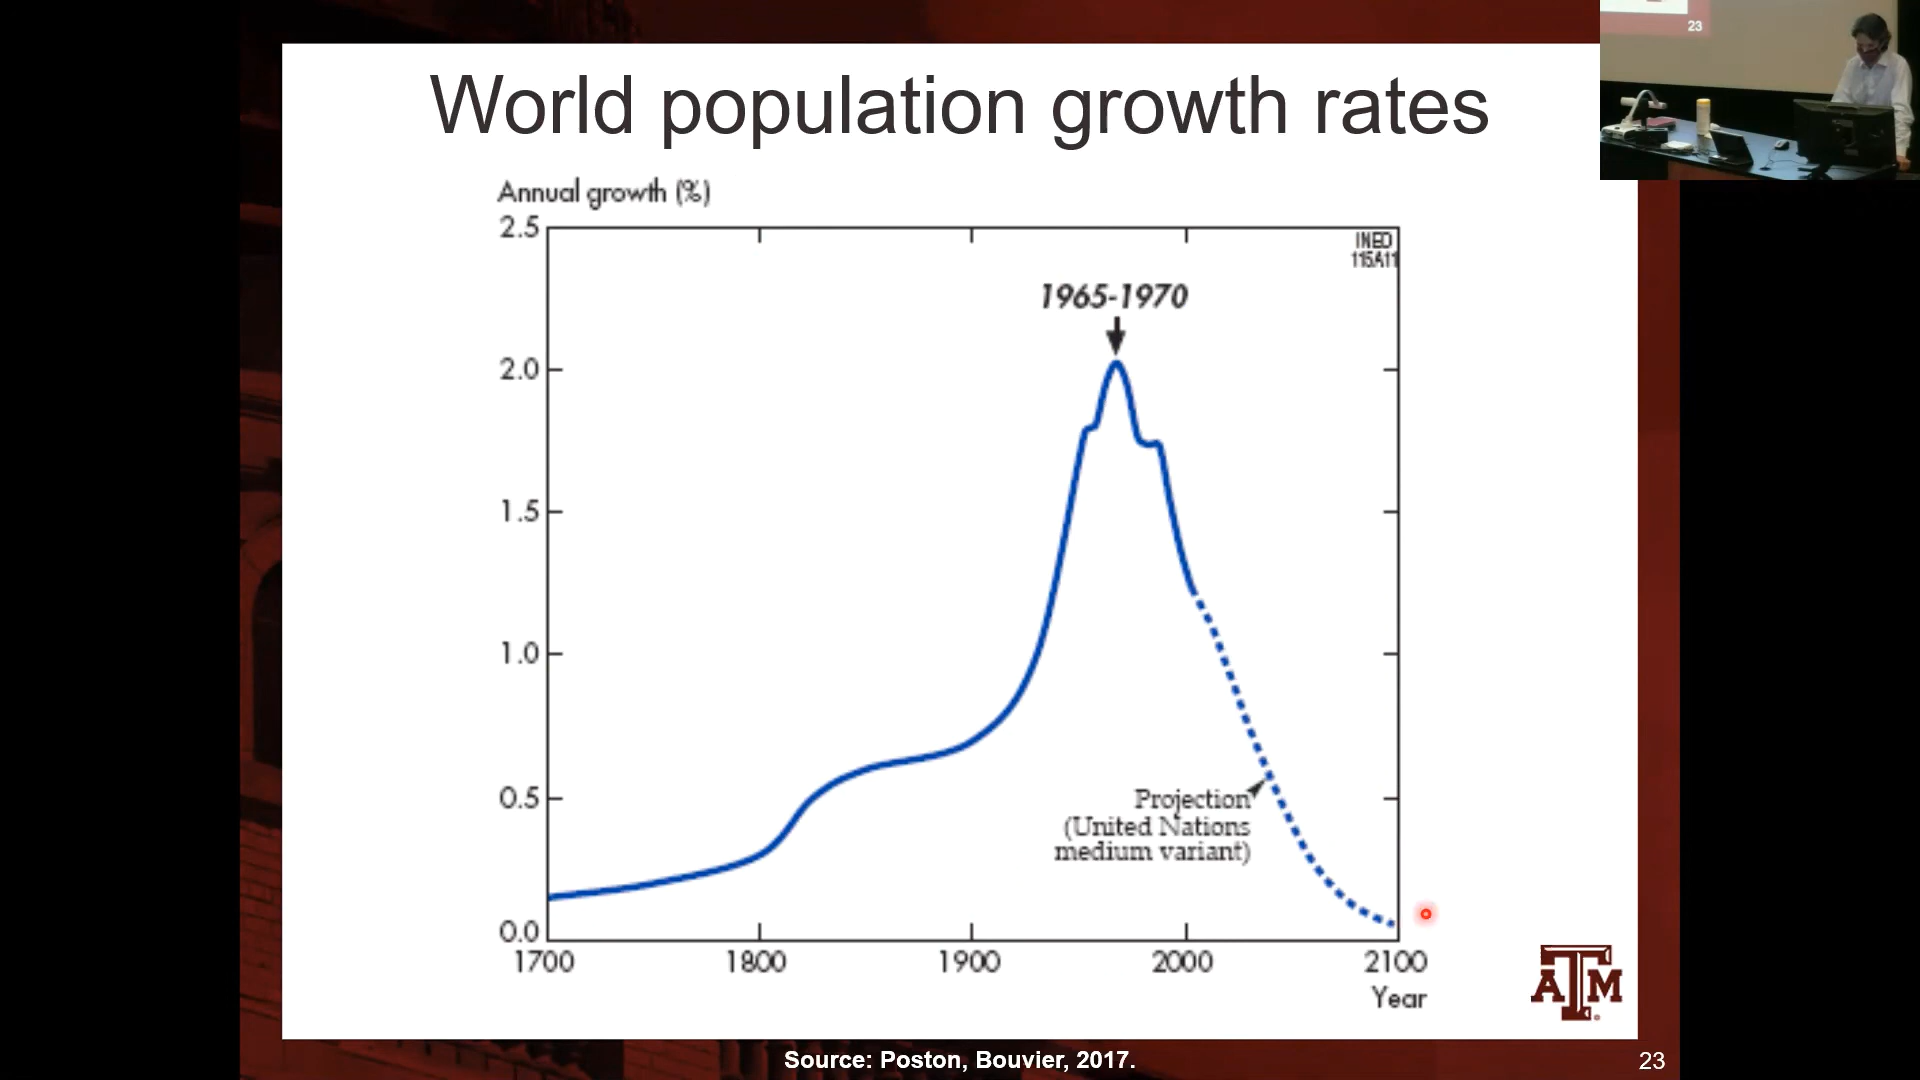 World population growth rates
23
Annual growth (%)
2.5
INED
115A11
1965-1970
2.0
1.5
1.0
0.5
Projection
(United Nations
medium variant)
0.0
1700
1800
1900
2000
2100
Year
ATM
Source: Poston, Bouvier, 2017.
23